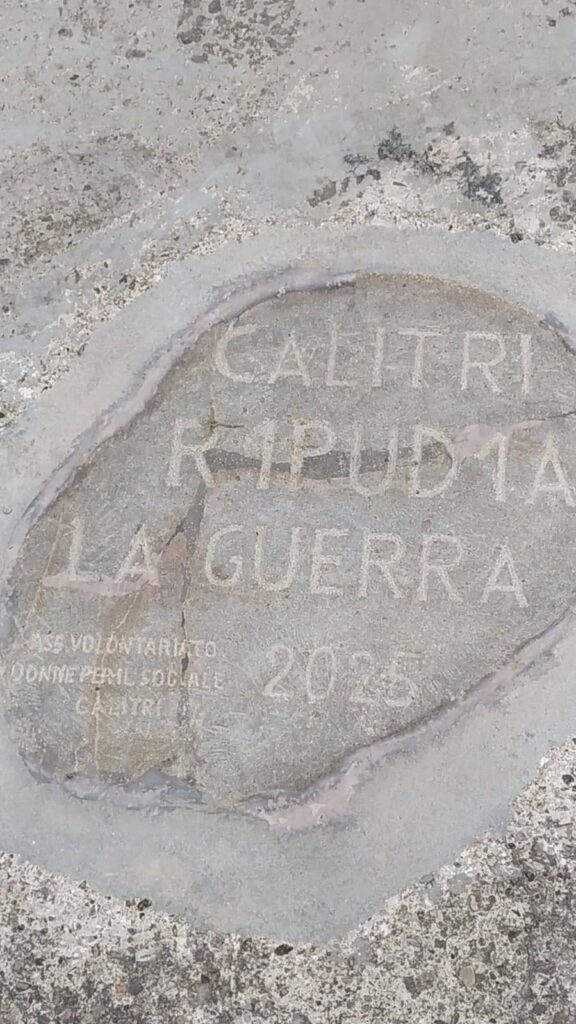 CALITRI
R1PUD1A
LA GUERRA
2025
ASS. VOLONTARIATO
DONNE PER IL SOCIALE
CALITRI